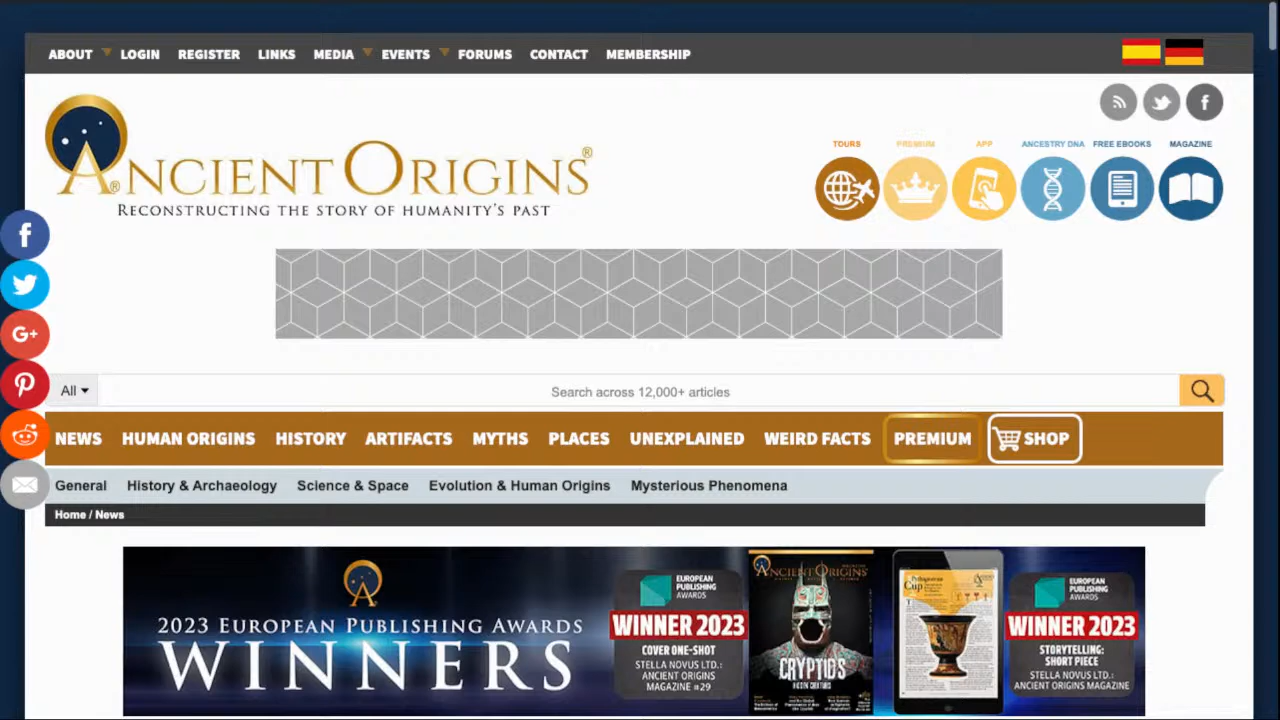 ABOUT LOGIN REGISTER LINKS MEDIA EVENTS FORUMS CONTACT MEMBERSHIP
f
TOURS PREMIUM APP ANCESTRY DNA FREE EBOOKS MAGAZINE
ANCIENT ORIGINS®
RECONSTRUCTING THE STORY OF HUMANITY'S PAST
f
G+
All Search across 12,000+ articles
NEWS HUMAN ORIGINS HISTORY ARTIFACTS MYTHS PLACES UNEXPLAINED WEIRD FACTS PREMIUM SHOP
General History & Archaeology Science & Space Evolution & Human Origins Mysterious Phenomena
Home / News
2023 EUROPEAN PUBLISHING AWARDS
WINNERS
EUROPEAN
PUBLISHING
AWARDS
WINNER 2023
COVER ONE-SHOT
STELLA NOVUS LTD.:
ANCIENT ORIGINS
MAGAZINE #29
ANCIENT ORIGINS
CRYPTIDS
Pythagorean
Cup
EUROPEAN
PUBLISHING
AWARDS
WINNER 2023
STORYTELLING:
SHORT PIECE
STELLA NOVUS LTD.:
ANCIENT ORIGINS MAGAZINE